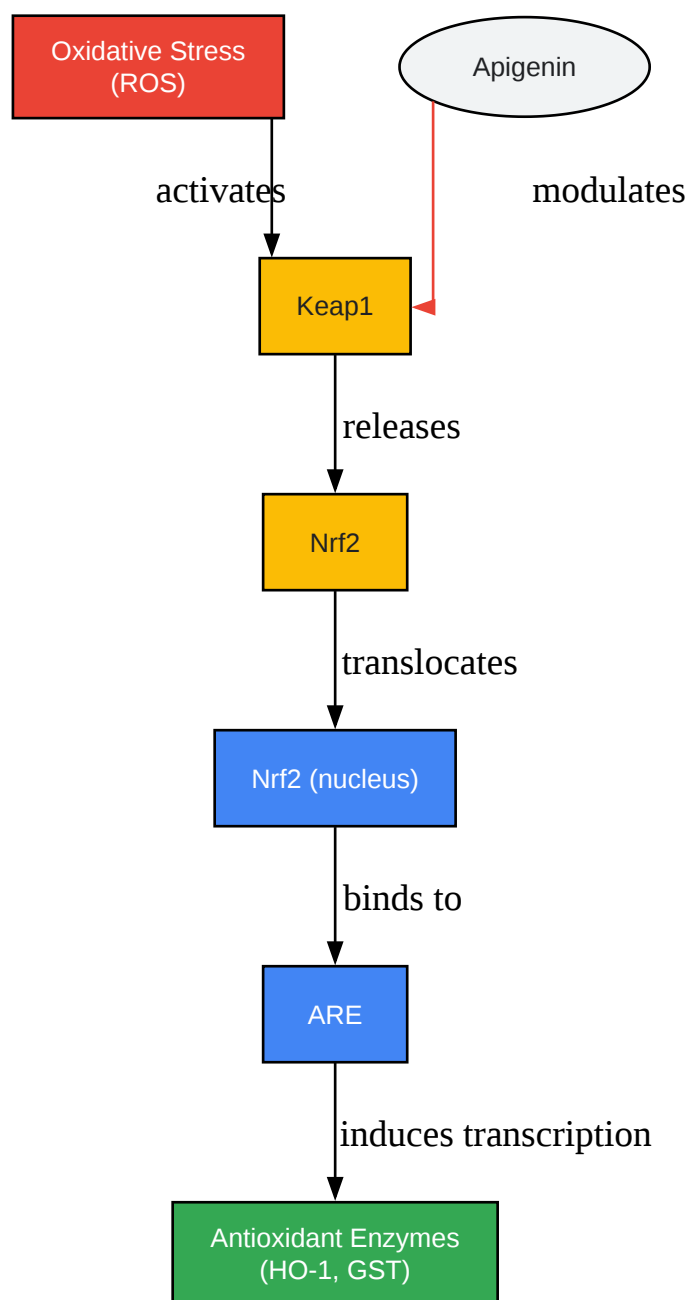 Oxidative Stress
(ROS)
Apigenin
activates
modulates
Keap1
releases
Nrf2
translocates
Nrf2 (nucleus)
binds to
ARE
induces transcription
Antioxidant Enzymes
(HO-1, GST)